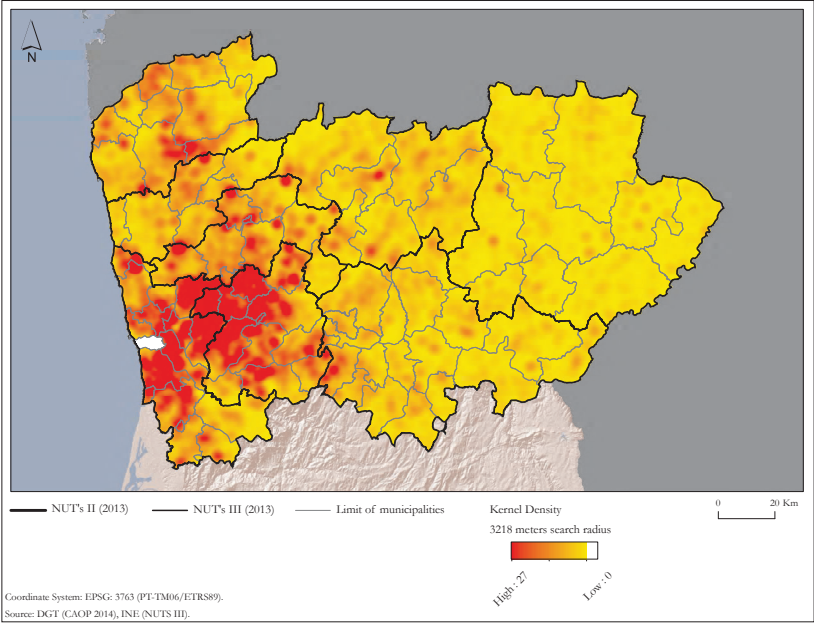 N
NUT's II (2013)
NUT's III (2013)
Limit of municipalities
Kernel Density
3218 meters search radius
High : 27
Low : 0
0
20 Km
Coordinate System: EPSG: 3763 (PT-TM06/ETRS89).
Source: DGT (CAOP 2014), INE (NUTS III).